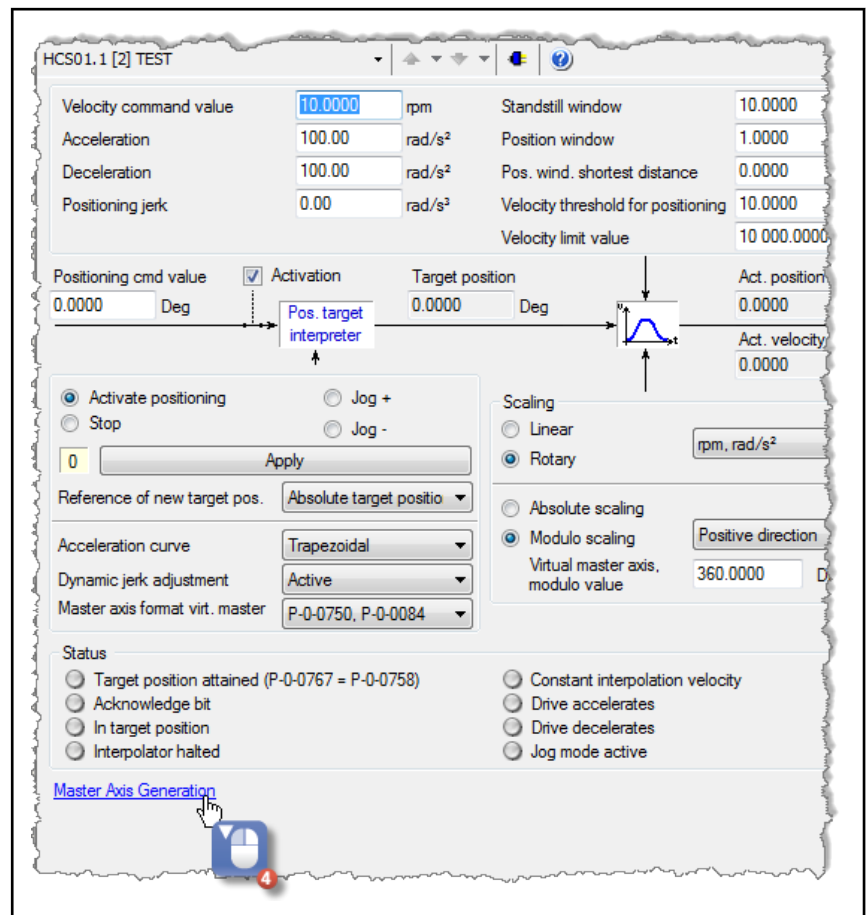 HCS01.1 [2] TEST
Velocity command value 10.0000 rpm Standstill window 10.0000
Acceleration 100.00 rad/s² Position window 1.0000
Deceleration 100.00 rad/s² Pos. wind. shortest distance 0.0000
Positioning jerk 0.00 rad/s³ Velocity threshold for positioning 10.0000
Velocity limit value 10 000.0000
Positioning cmd value Activation Target position Act. position
0.0000 Deg Pos. target interpreter 0.0000 Deg 0.0000
Act. velocity
0.0000
Activate positioning Jog +
Stop Jog -
0 Apply
Reference of new target pos. Absolute target positio
Acceleration curve Trapezoidal
Dynamic jerk adjustment Active
Master axis format virt. master P-0-0750, P-0-0084
Scaling
Linear
Rotary rpm, rad/s²
Absolute scaling
Modulo scaling Positive direction
Virtual master axis,
modulo value 360.0000 D
Status
Target position attained (P-0-0767 = P-0-0758) Constant interpolation velocity
Acknowledge bit Drive accelerates
In target position Drive decelerates
Interpolator halted Jog mode active
Master Axis Generation
4